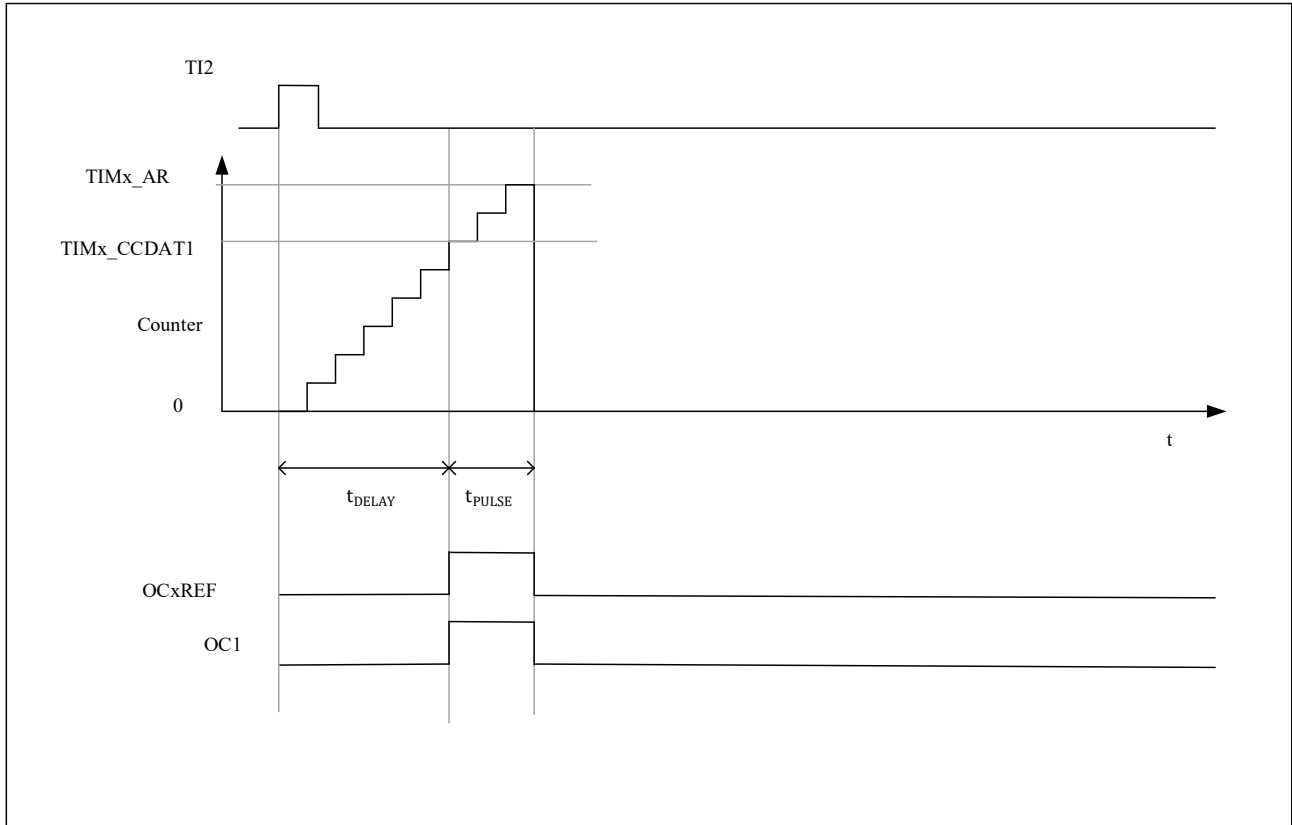 TI2
TIMx_AR
TIMx_CCDAT1
Counter
0
t
tDELAY
tPULSE
OCxREF
OC1